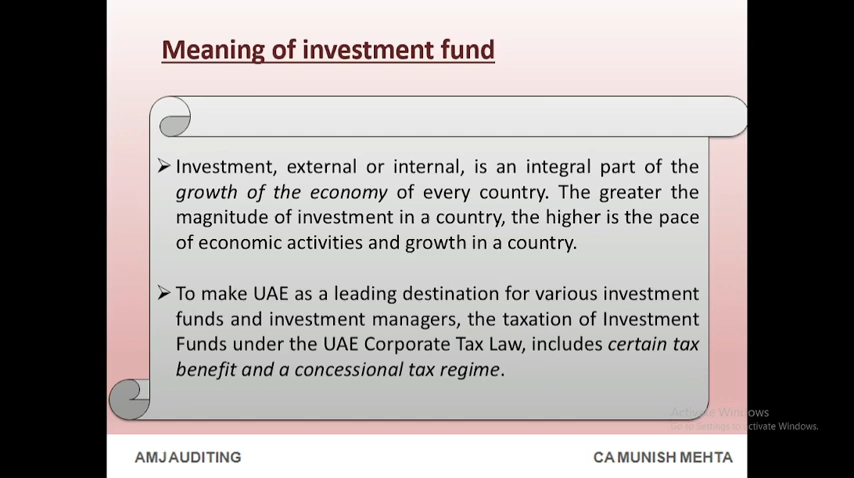 Meaning of investment fund
➢ Investment, external or internal, is an integral part of the
growth of the economy of every country. The greater the
magnitude of investment in a country, the higher is the pace
of economic activities and growth in a country.
➢ To make UAE as a leading destination for various investment
funds and investment managers, the taxation of Investment
Funds under the UAE Corporate Tax Law, includes certain tax
benefit and a concessional tax regime.
Activate Windows
Go to Settings to activate Windows.
AMJ AUDITING
CA MUNISH MEHTA